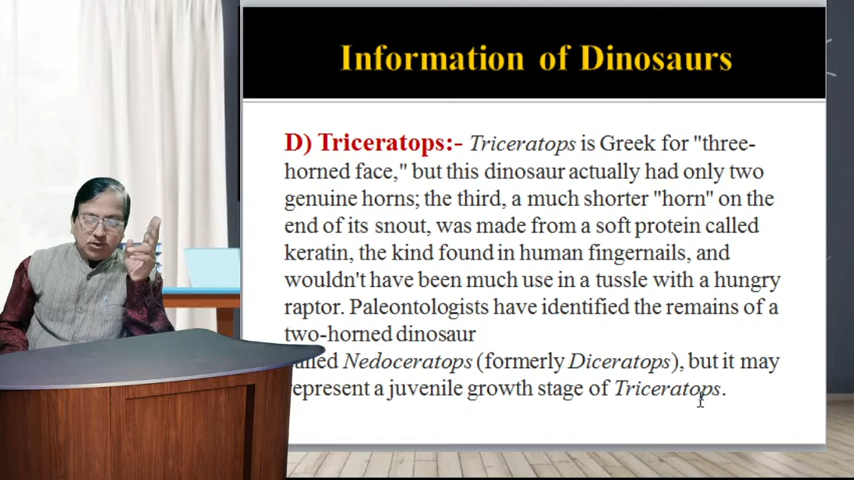 Information of Dinosaurs
D) Triceratops:- Triceratops is Greek for "three-
horned face," but this dinosaur actually had only two
genuine horns; the third, a much shorter "horn" on the
end of its snout, was made from a soft protein called
keratin, the kind found in human fingernails, and
wouldn't have been much use in a tussle with a hungry
raptor. Paleontologists have identified the remains of a
two-horned dinosaur
Nedoceratops (formerly Diceratops), but it may
represent a juvenile growth stage of Triceratops.